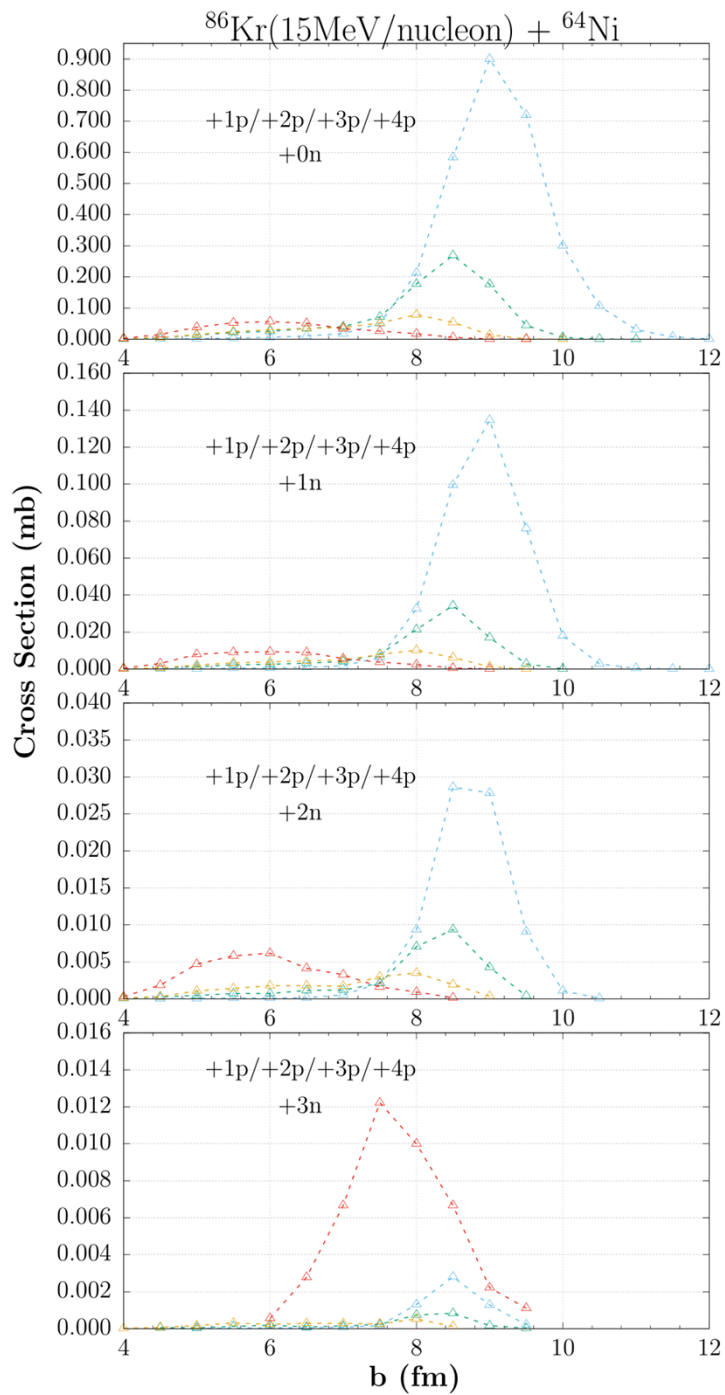 ⁸⁶Kr(15MeV/nucleon) + ⁶⁴Ni
0.900
0.800
0.700
0.600
0.500
0.400
0.300
0.200
0.100
0.000
+1p/+2p/+3p/+4p
+0n
4 6 8 10 12
0.160
0.140
0.120
0.100
0.080
0.060
0.040
0.020
0.000
+1p/+2p/+3p/+4p
+1n
4 6 8 10 12
Cross Section (mb)
0.040
0.035
0.030
0.025
0.020
0.015
0.010
0.005
0.000
+1p/+2p/+3p/+4p
+2n
4 6 8 10 12
0.016
0.014
0.012
0.010
0.008
0.006
0.004
0.002
0.000
+1p/+2p/+3p/+4p
+3n
4 6 8 10 12
b (fm)